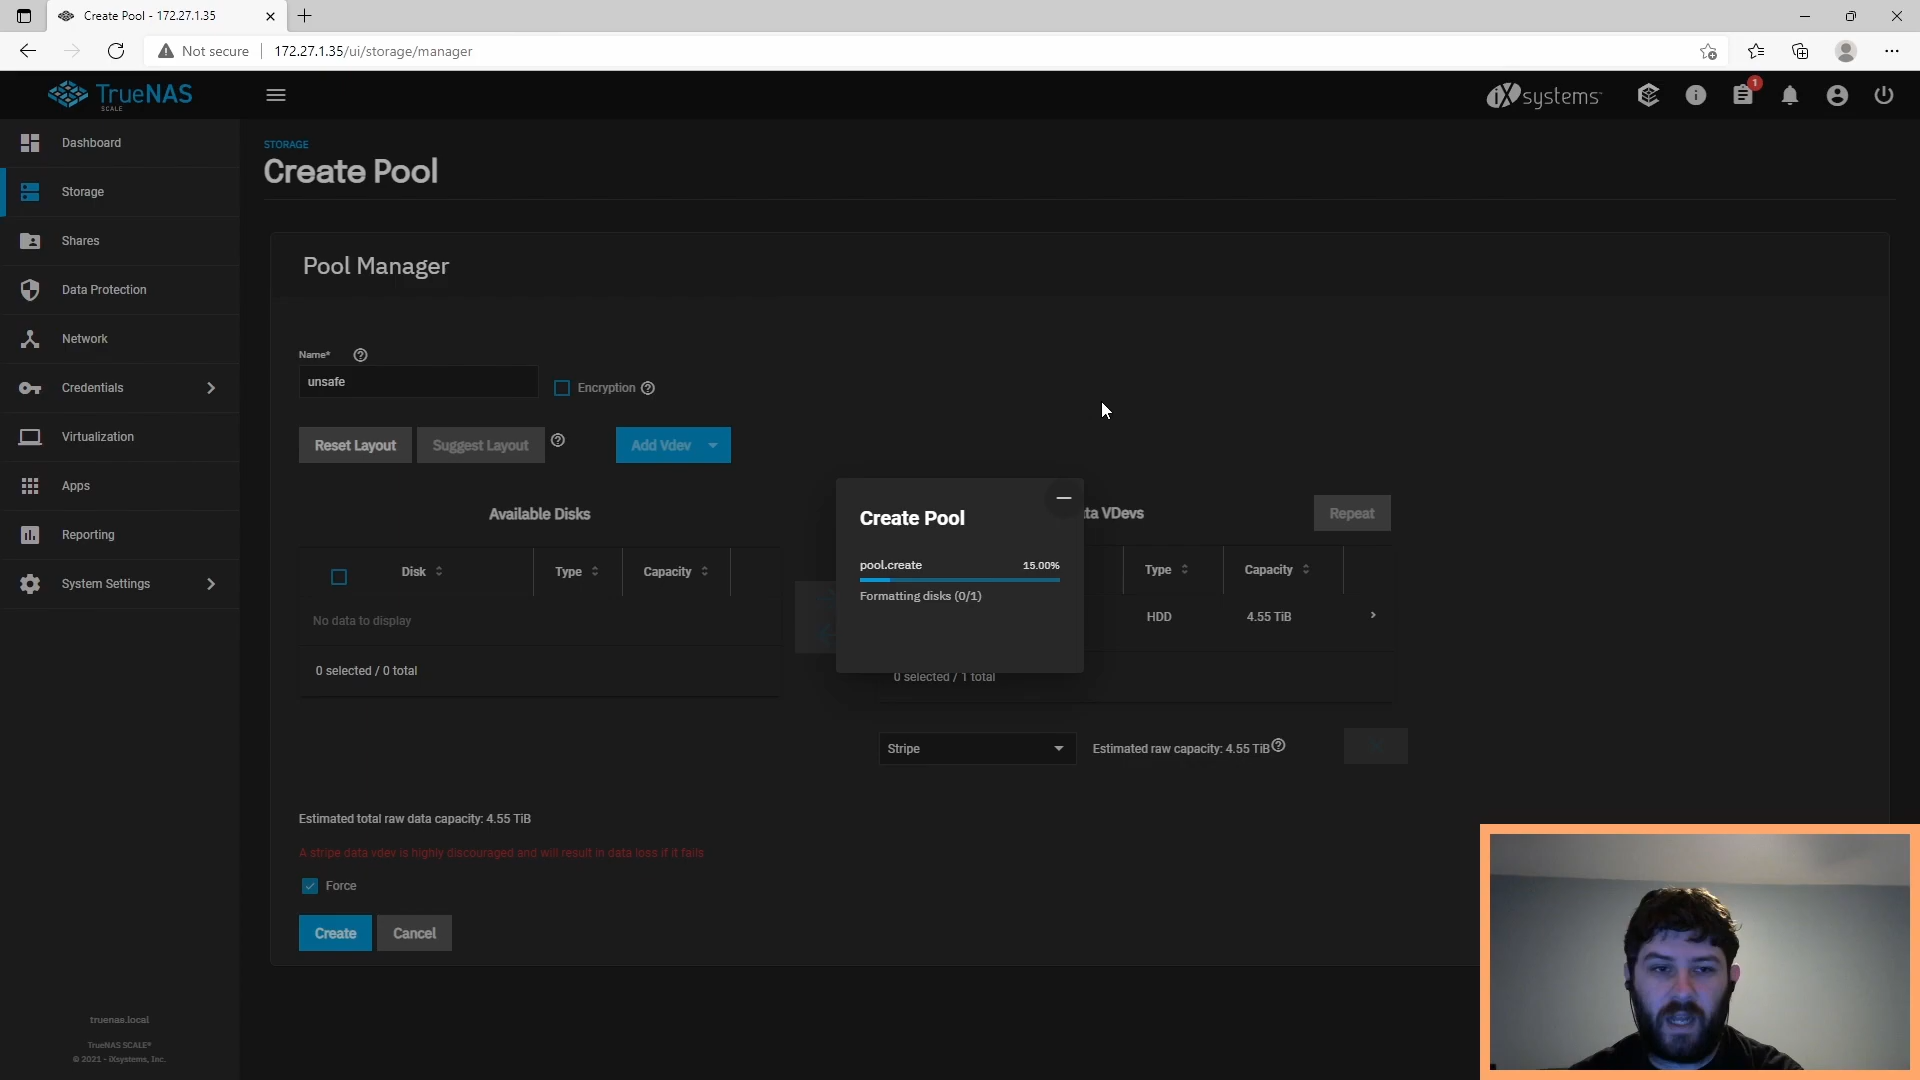 Create Pool - 172.27.1.35
Not secure
172.27.1.35/ui/storage/manager
TrueNAS
SCALE
iXsystems™
1
Dashboard
Storage
Shares
Data Protection
Network
Credentials
Virtualization
Apps
Reporting
System Settings
truenas.local
TrueNAS SCALE®
© 2021 - iXsystems, Inc.
STORAGE
Create Pool
Pool Manager
Name*
unsafe
Encryption
Reset Layout
Suggest Layout
Add Vdev
Available Disks
Disk
Type
Capacity
No data to display
0 selected / 0 total
Create Pool
pool.create
15.00%
Formatting disks (0/1)
ta VDevs
Repeat
Type
Capacity
HDD
4.55 TiB
0 selected / 1 total
Stripe
Estimated raw capacity: 4.55 TiB
Estimated total raw data capacity: 4.55 TiB
A stripe data vdev is highly discouraged and will result in data loss if it fails
Force
Create
Cancel